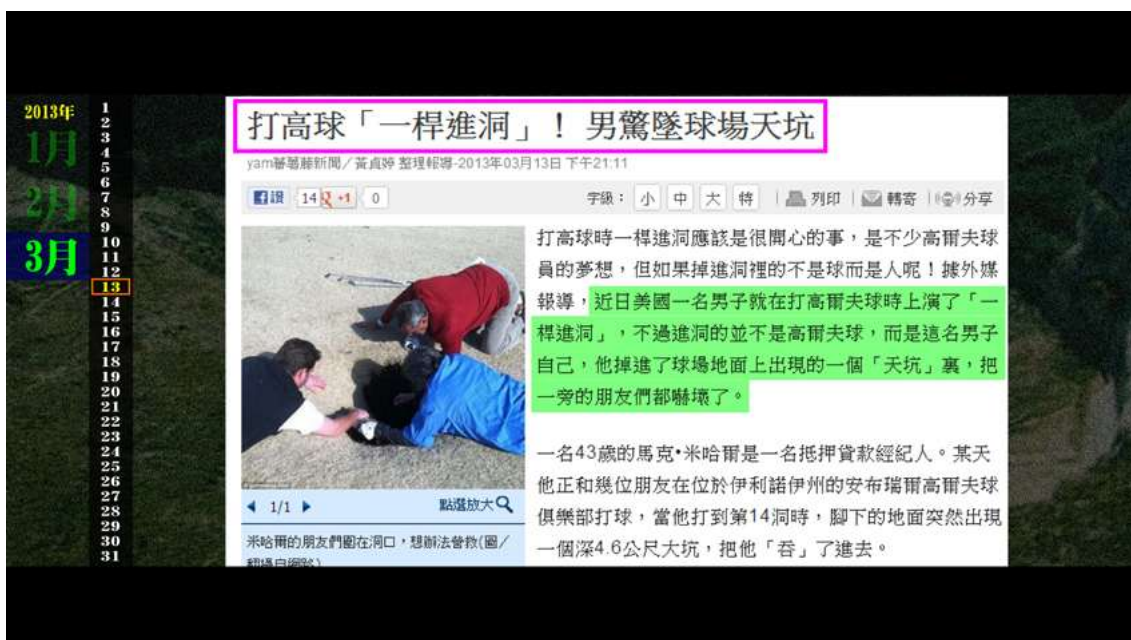 2013年
1月
2月
3月
1
2
3
4
5
6
7
8
9
10
11
12
13
14
15
16
17
18
19
20
21
22
23
24
25
26
27
28
29
30
31
打高球「一桿進洞」！ 男驚墜球場天坑
yam蕃薯藤新聞／黃貞婷 整理報導-2013年03月13日 下午21:11
讚 14 +1 0
字級： 小 中 大 特 列印 轉寄 分享
打高球時一桿進洞應該是很開心的事，是不少高爾夫球
員的夢想，但如果掉進洞裡的不是球而是人呢！據外媒
報導，近日美國一名男子就在打高爾夫球時上演了「一
桿進洞」，不過進洞的並不是高爾夫球，而是這名男子
自己，他掉進了球場地面上出現的一個「天坑」裏，把
一旁的朋友們都嚇壞了。
一名43歲的馬克•米哈爾是一名抵押貸款經紀人。某天
他正和幾位朋友在位於伊利諾伊州的安布瑞爾高爾夫球
俱樂部打球，當他打到第14洞時，腳下的地面突然出現
一個深4.6公尺大坑，把他「吞」了進去。
1/1 點選放大
米哈爾的朋友們圍在洞口，想辦法營救(圖／
翻攝自網路)